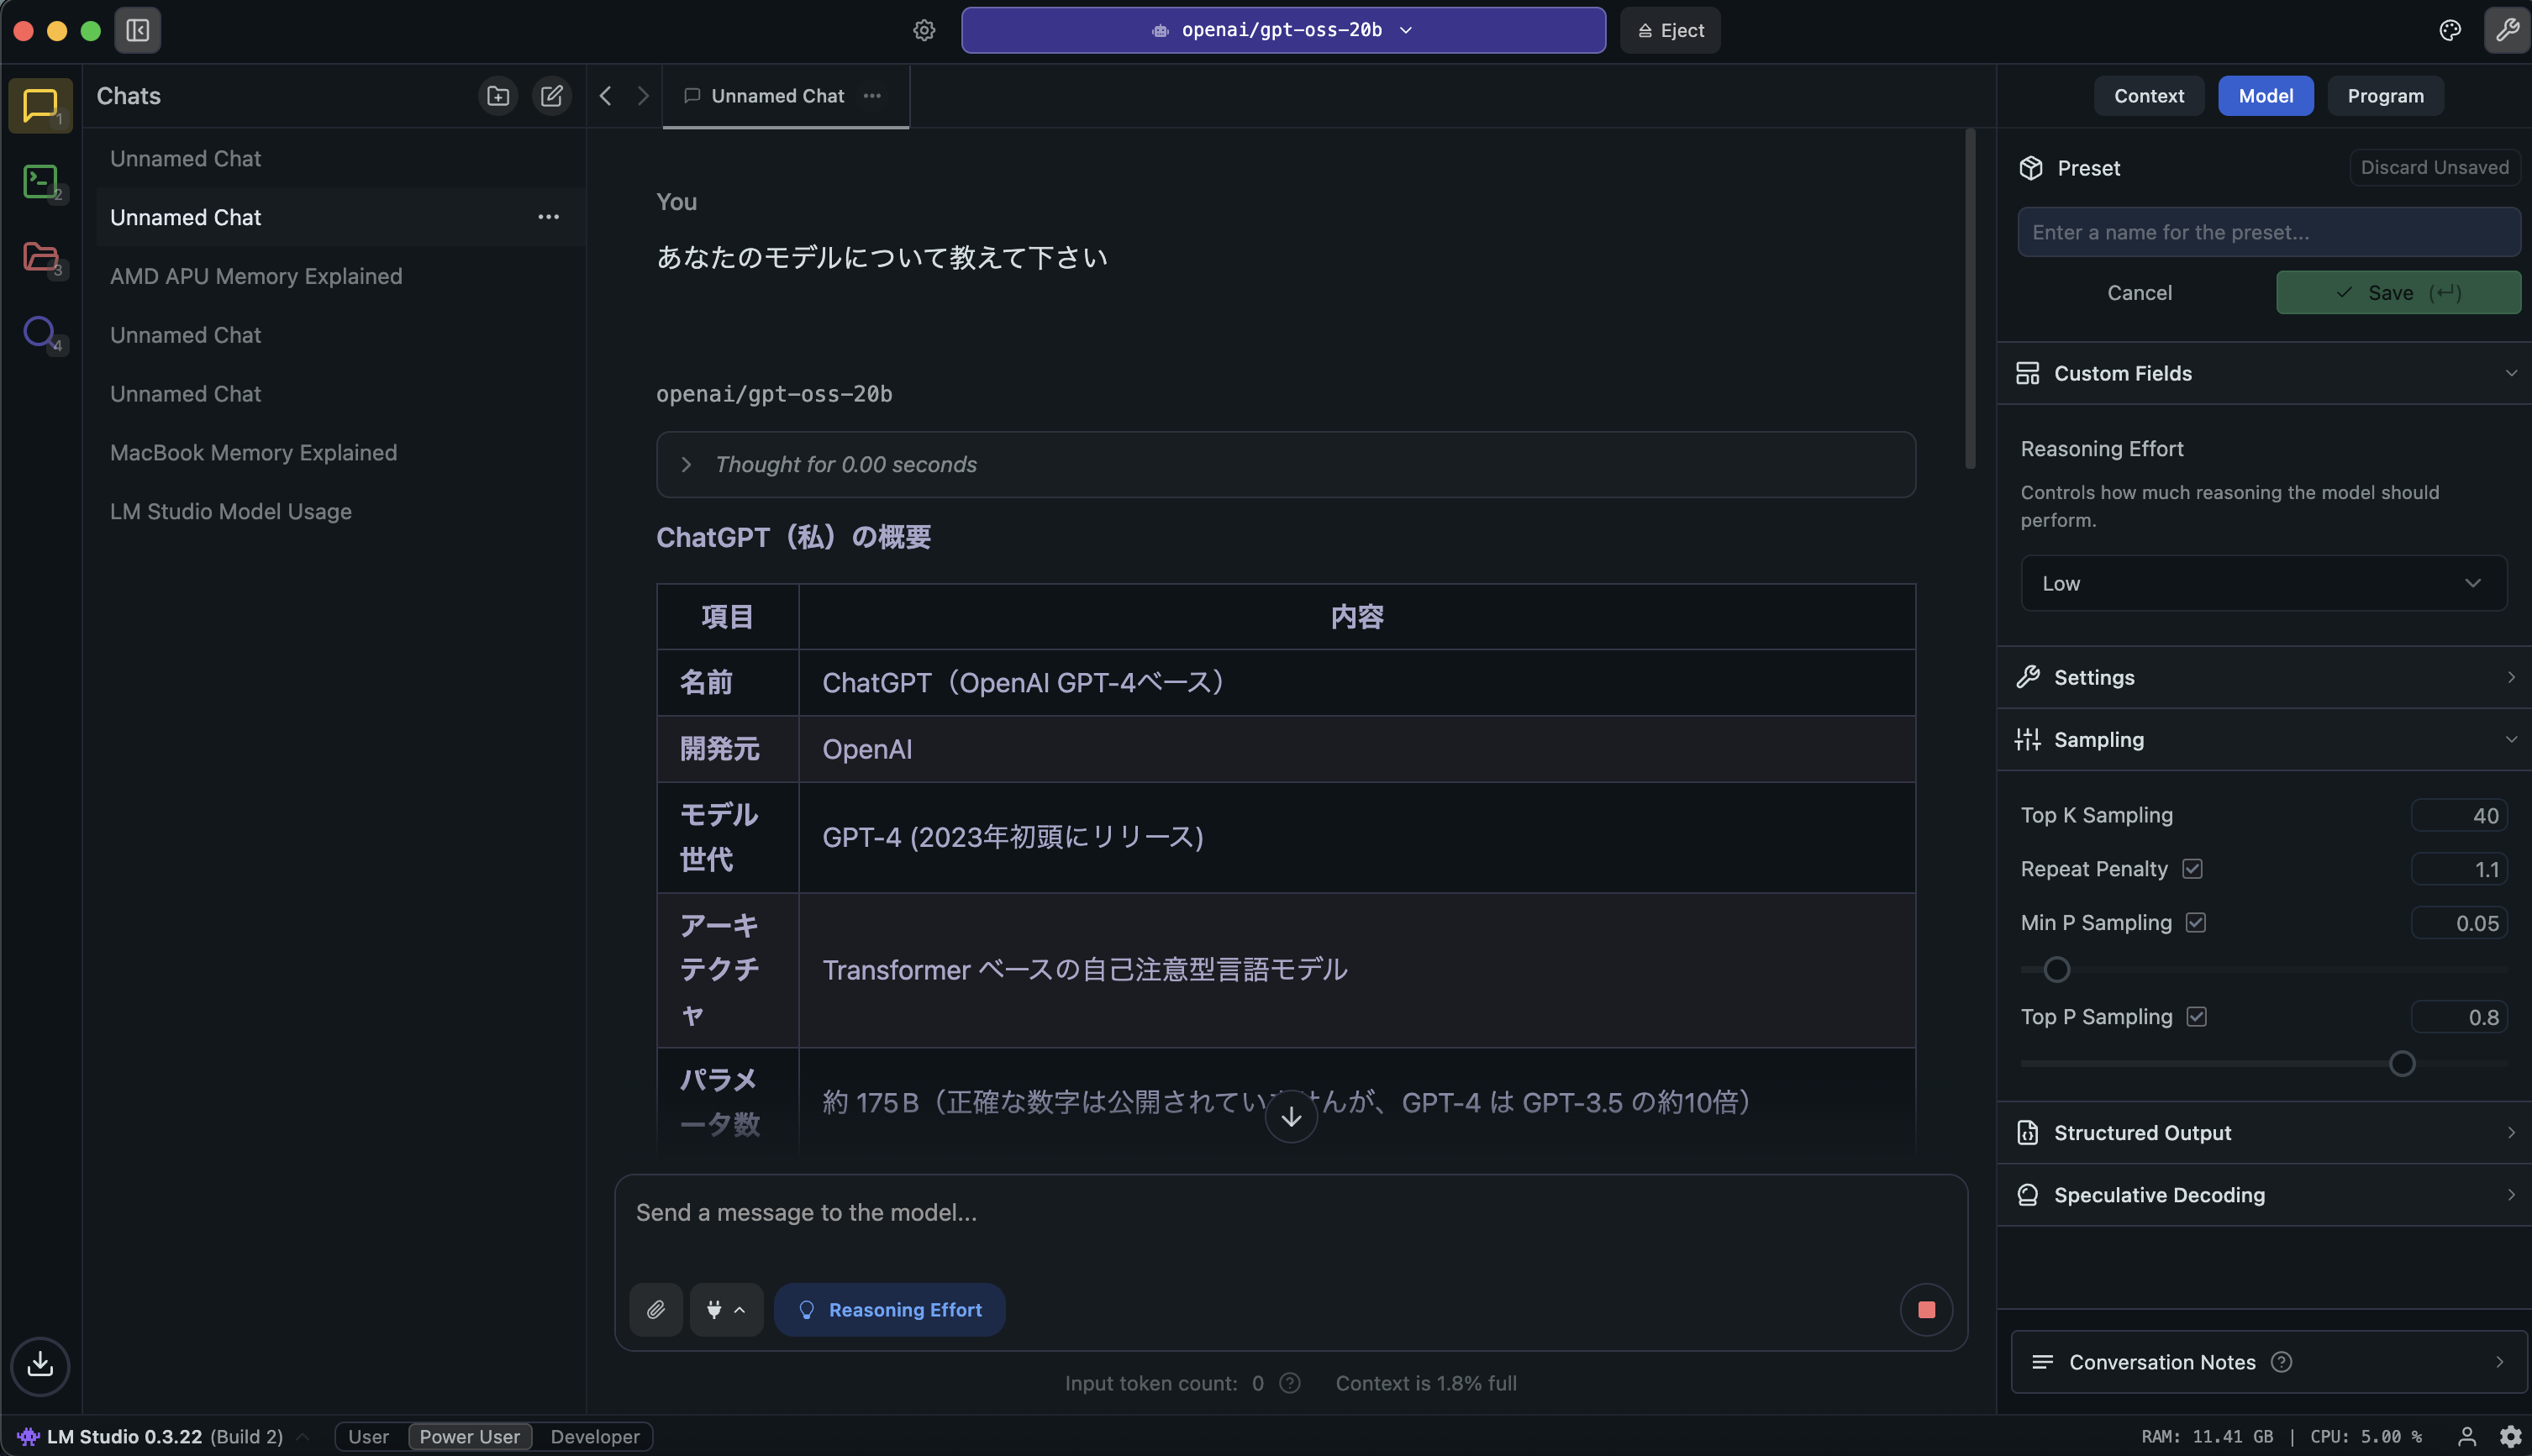 openai/gpt-oss-20b
Eject
Chats
Unnamed Chat
Context
Model
Program
1
2
3
4
Unnamed Chat
Unnamed Chat
AMD APU Memory Explained
Unnamed Chat
Unnamed Chat
MacBook Memory Explained
LM Studio Model Usage
You
あなたのモデルについて教えて下さい
openai/gpt-oss-20b
Thought for 0.00 seconds
ChatGPT（私）の概要
項目 内容
名前 ChatGPT（OpenAI GPT-4ベース）
開発元 OpenAI
モデル
世代
GPT-4 (2023年初頭にリリース)
アーキ
テクチ
ャ
Transformer ベースの自己注意型言語モデル
パラメ
ータ数
約 175 B（正確な数字は公開されていんが、GPT-4 は GPT-3.5 の約10倍）
Send a message to the model...
Reasoning Effort
Input token count: 0
Context is 1.8% full
Preset
Discard Unsaved
Enter a name for the preset...
Cancel
Save (↵)
Custom Fields
Reasoning Effort
Controls how much reasoning the model should
perform.
Low
Settings
Sampling
Top K Sampling 40
Repeat Penalty 1.1
Min P Sampling 0.05
Top P Sampling 0.8
Structured Output
Speculative Decoding
Conversation Notes
LM Studio 0.3.22 (Build 2)
User
Power User
Developer
RAM: 11.41 GB | CPU: 5.00 %